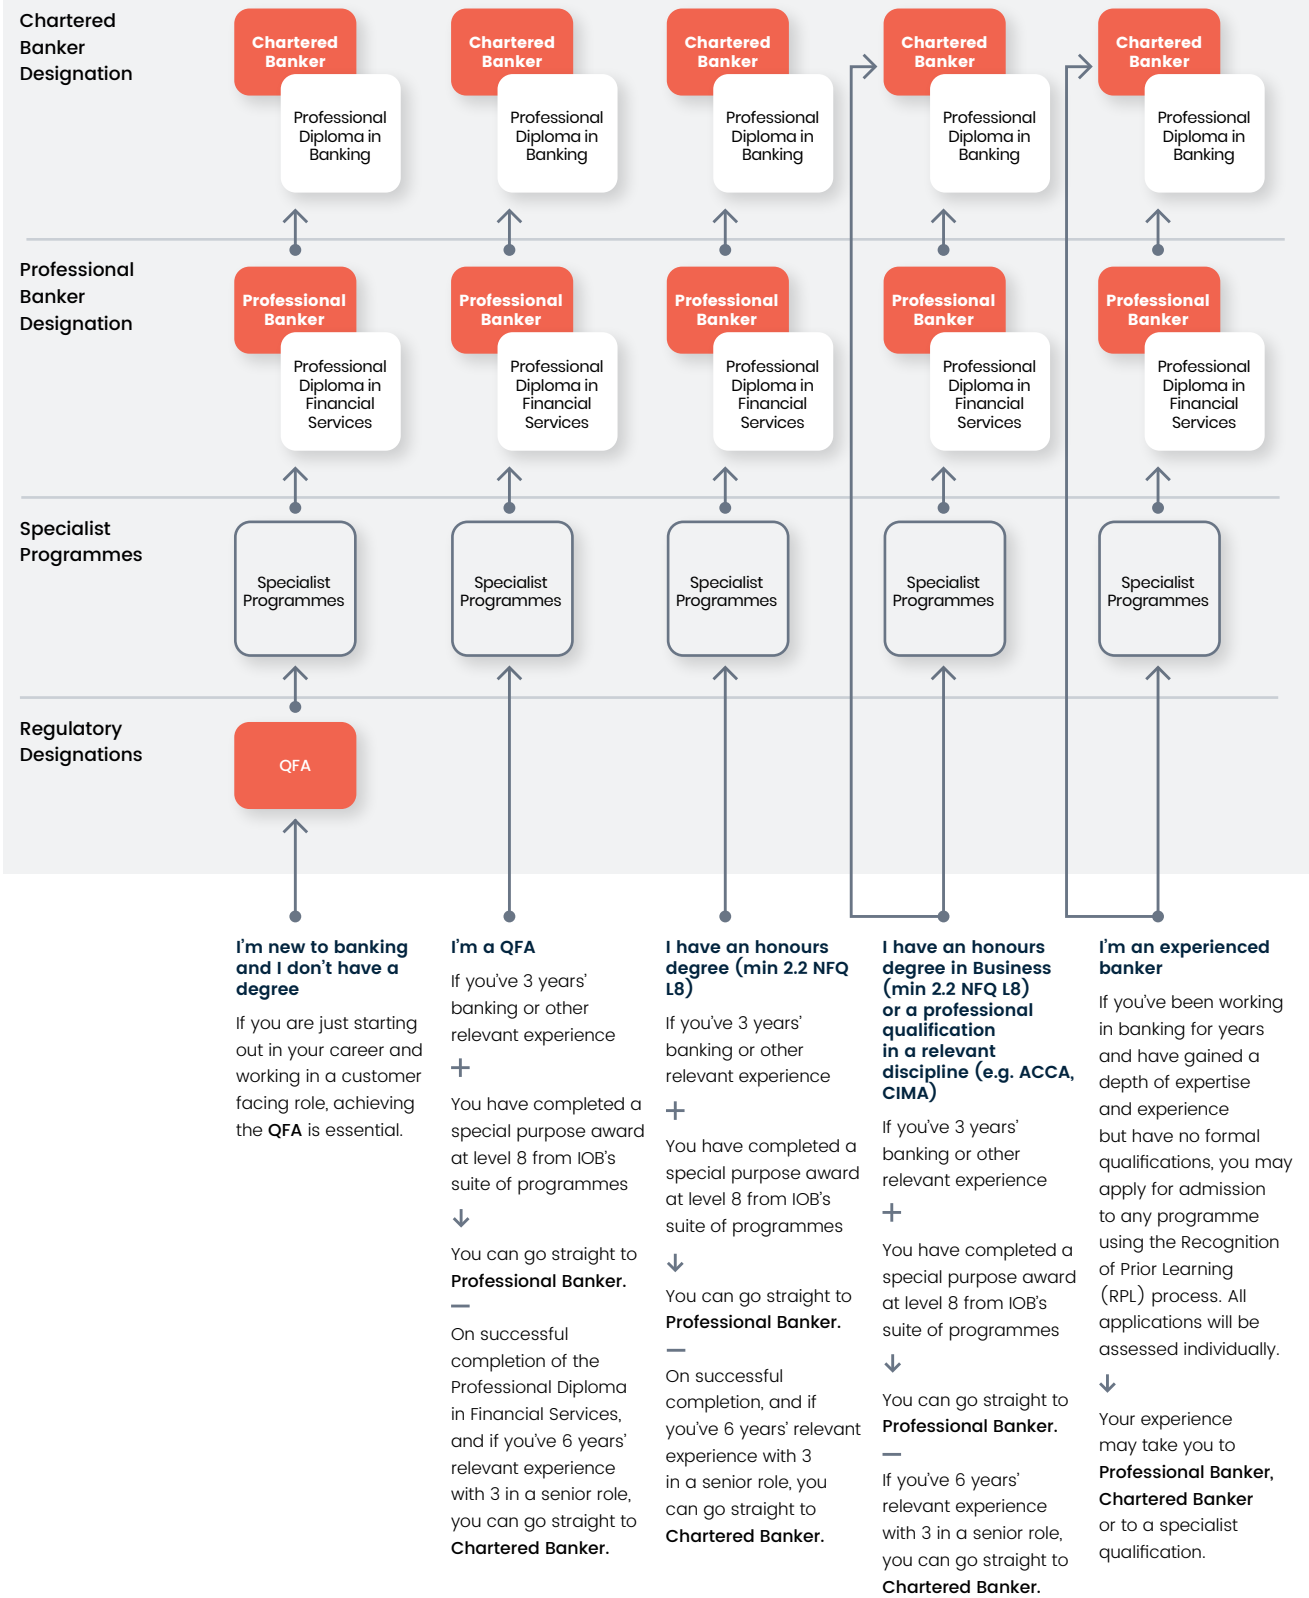 Chartered
Banker
Designation
Chartered
Banker
Professional
Diploma in
Banking
Chartered
Banker
Professional
Diploma in
Banking
Chartered
Banker
Professional
Diploma in
Banking
Chartered
Banker
Professional
Diploma in
Banking
Chartered
Banker
Professional
Diploma in
Banking
Professional
Banker
Designation
Professional
Banker
Professional
Diploma in
Financial
Services
Professional
Banker
Professional
Diploma in
Financial
Services
Professional
Banker
Professional
Diploma in
Financial
Services
Professional
Banker
Professional
Diploma in
Financial
Services
Professional
Banker
Professional
Diploma in
Financial
Services
Specialist
Programmes
Specialist
Programmes
Specialist
Programmes
Specialist
Programmes
Specialist
Programmes
Specialist
Programmes
Regulatory
Designations
QFA
I'm new to banking
and I don't have a
degree
If you are just starting
out in your career and
working in a customer
facing role, achieving
the QFA is essential.
I'm a QFA
If you've 3 years'
banking or other
relevant experience
+
You have completed a
special purpose award
at level 8 from IOB's
suite of programmes
You can go straight to
Professional Banker.
On successful
completion of the
Professional Diploma
in Financial Services,
and if you've 6 years'
relevant experience
with 3 in a senior role,
you can go straight to
Chartered Banker.
I have an honours
degree (min 2.2 NFQ
L8)
If you've 3 years'
banking or other
relevant experience
+
You have completed a
special purpose award
at level 8 from IOB's
suite of programmes
You can go straight to
Professional Banker.
On successful
completion, and if
you've 6 years' relevant
experience with 3
in a senior role, you
can go straight to
Chartered Banker.
I have an honours
degree in Business
(min 2.2 NFQ L8)
or a professional
qualification
in a relevant
discipline (e.g. ACCA,
CIMA)
If you've 3 years'
banking or other
relevant experience
+
You have completed a
special purpose award
at level 8 from IOB's
suite of programmes
You can go straight to
Professional Banker.
If you've 6 years'
relevant experience
with 3 in a senior role,
you can go straight to
Chartered Banker.
I'm an experienced
banker
If you've been working
in banking for years
and have gained a
depth of expertise
and experience
but have no formal
qualifications, you may
apply for admission
to any programme
using the Recognition
of Prior Learning
(RPL) process. All
applications will be
assessed individually.
Your experience
may take you to
Professional Banker,
Chartered Banker
or to a specialist
qualification.